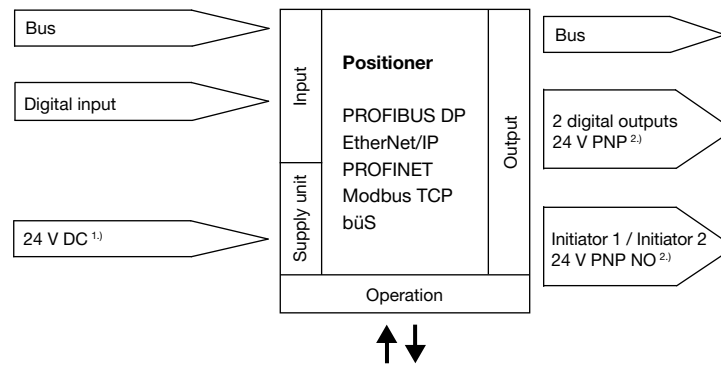 Bus
Digital input
24 V DC 1.)
Input
Supply unit
Positioner
PROFIBUS DP
EtherNet/IP
PROFINET
Modbus TCP
büS
Output
Operation
Bus
2 digital outputs
24 V PNP 2.)
Initiator 1 / Initiator 2
24 V PNP NO 2.)